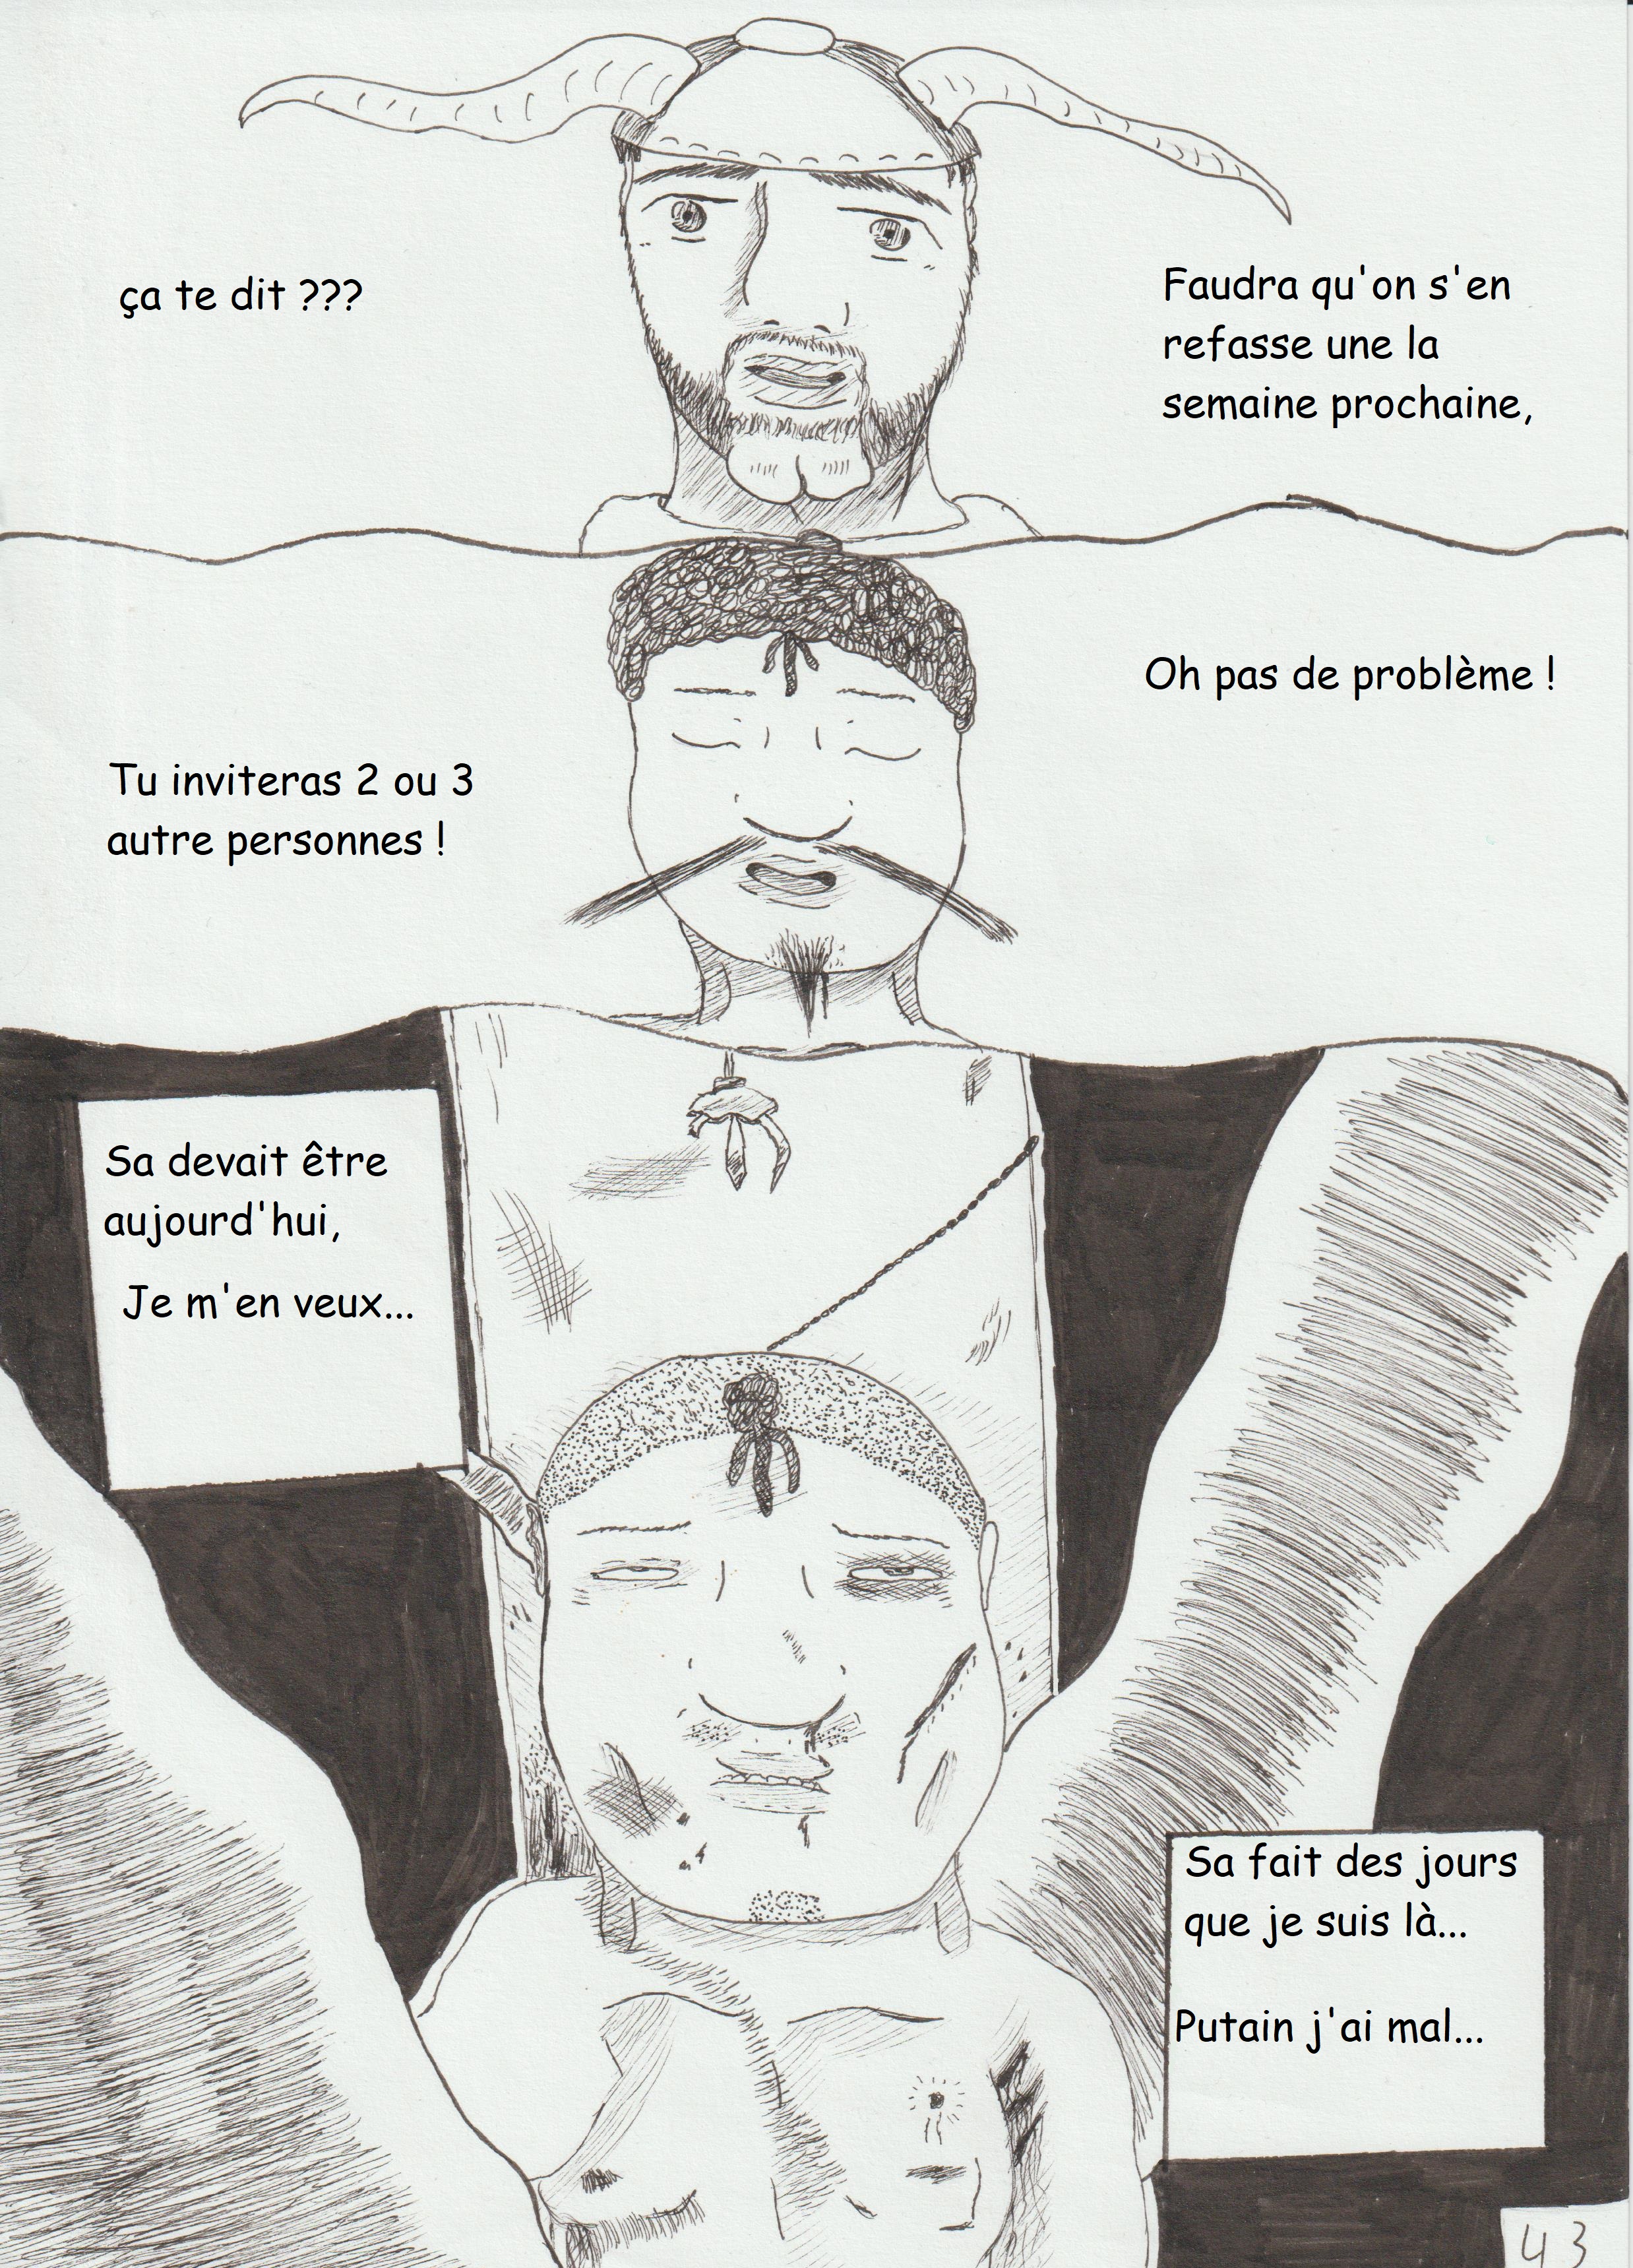 Faudra qu'on s'en
refasse une la
semaine prochaine,
ça te dit ???
Oh pas de problème !
Tu inviteras 2 ou 3
autre personnes !
Sa devait être
aujourd'hui,
Je m'en veux...
Sa fait des jours
que je suis là...
Putain j'ai mal...
43